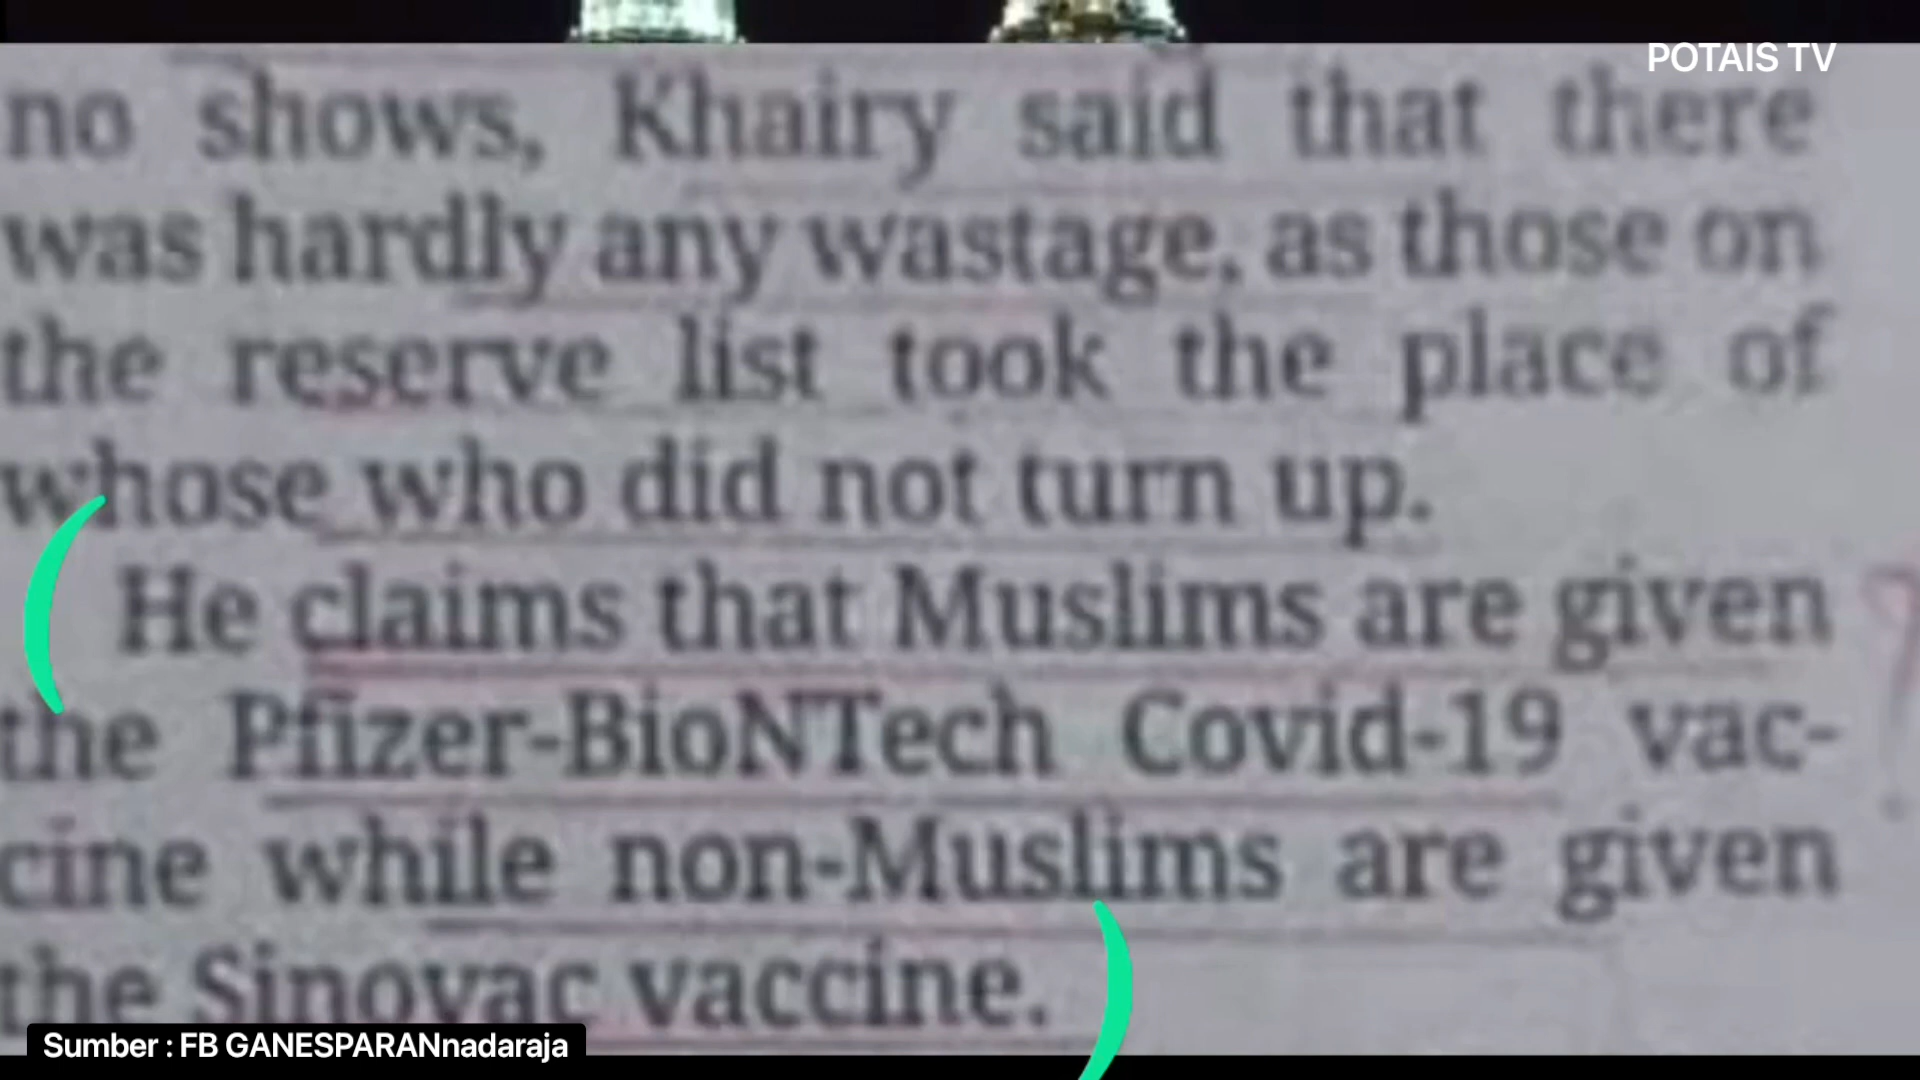 POTAIS TV
no shows, Khairy said that there
was hardly any wastage, as those on
the reserve list took the place of
whose who did not turn up.
He claims that Muslims are given
the Pfizer-BioNTech Covid-19 vac-
cine while non-Muslims are given
the Sinovac vaccine.
Sumber : FB GANESPARANnadaraja